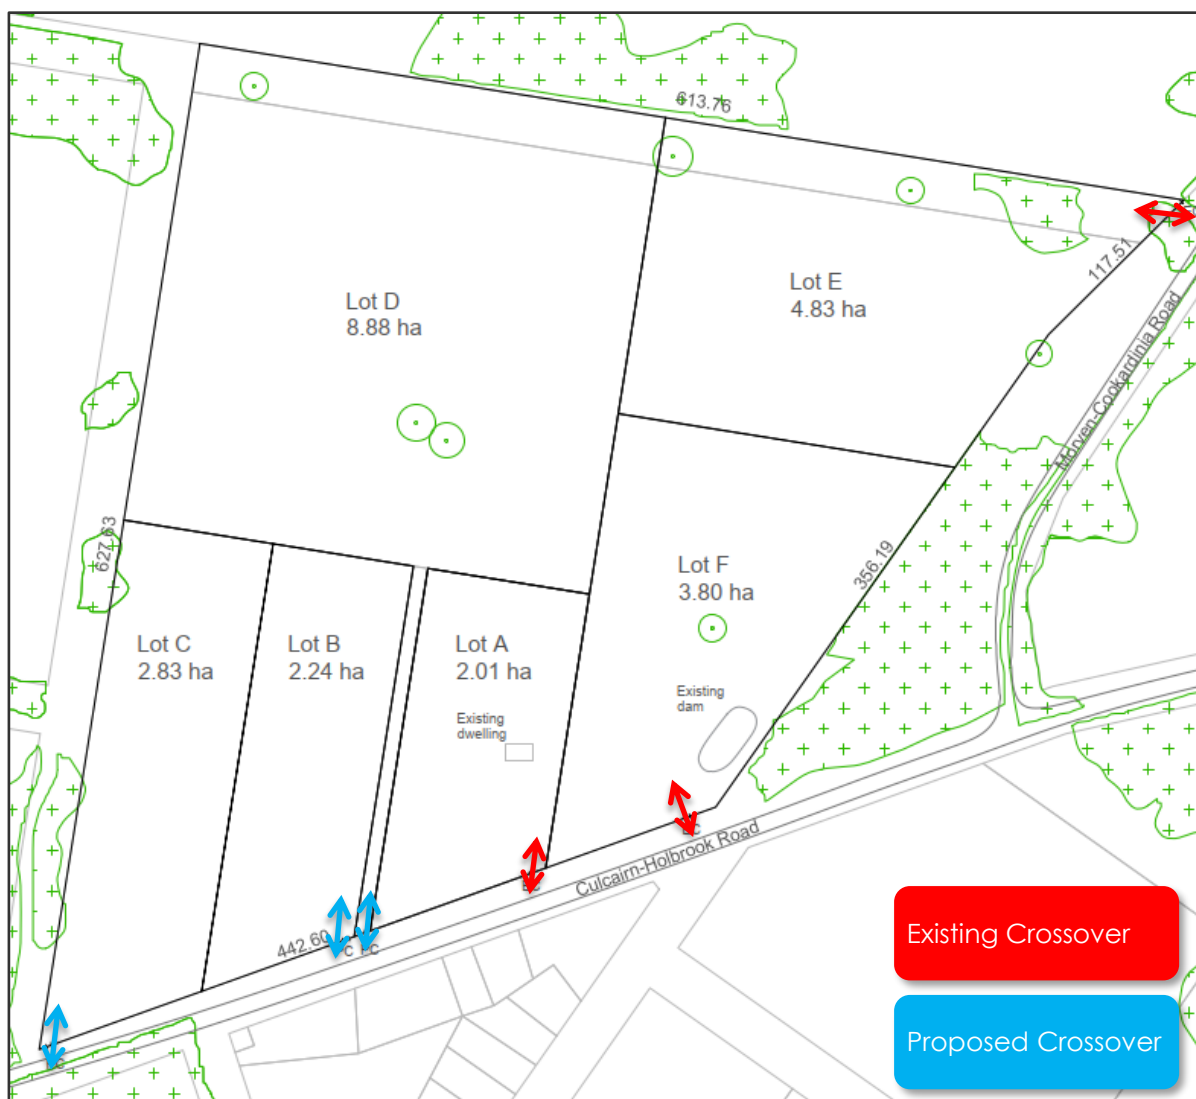 613.76
117.51
Lot D
8.88 ha
Lot E
4.83 ha
Morven-Cookardinia Road
627.63
356.19
Lot F
3.80 ha
Lot C
2.83 ha
Lot B
2.24 ha
Lot A
2.01 ha
Existing
dwelling
Existing
dam
Culcairn-Holbrook Road
442.60
Existing Crossover
Proposed Crossover